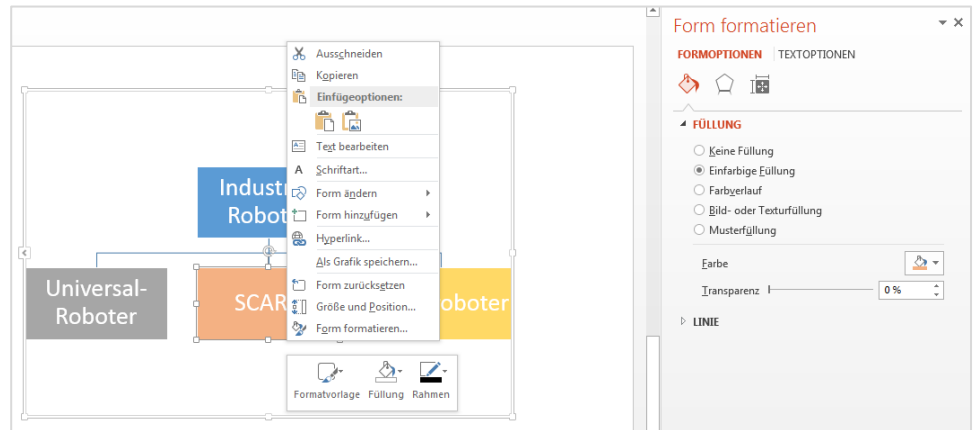 Industr
Robot
Universal-
Roboter
SCAR
oboter
Ausschneiden
Kopieren
Einfügeoptionen:
Text bearbeiten
A Schriftart...
Form ändern
Form hinzufügen
Hyperlink...
Als Grafik speichern...
Form zurücksetzen
Größe und Position...
Form formatieren...
Formatvorlage Füllung Rahmen
Form formatieren
FORMOPTIONEN TEXTOPTIONEN
FÜLLUNG
Keine Füllung
Einfarbige Füllung
Farbverlauf
Bild- oder Texturfüllung
Musterfüllung
Farbe
Transparenz 0 %
LINIE